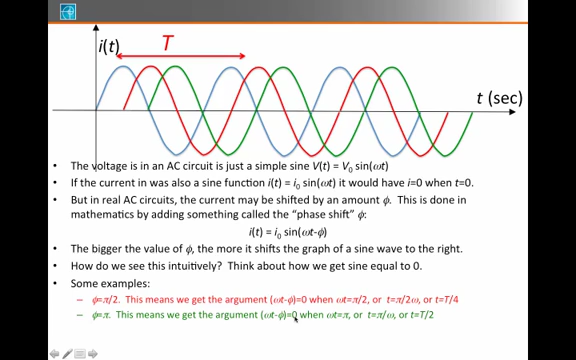 i(t)
T
t (sec)
• The voltage is in an AC circuit is just a simple sine V(t) = V₀ sin(ωt)
• If the current in was also a sine function i(t) = i₀ sin(ωt) it would have i=0 when t=0.
• But in real AC circuits, the current may be shifted by an amount ϕ. This is done in
mathematics by adding something called the "phase shift" ϕ:
i(t) = i₀ sin(ωt-ϕ)
• The bigger the value of ϕ, the more it shifts the graph of a sine wave to the right.
• How do we see this intuitively? Think about how we get sine equal to 0.
• Some examples:
– ϕ=π/2. This means we get the argument (ωt-ϕ)=0 when ωt=π/2, or t=π/2ω, or t=T/4
– ϕ=π. This means we get the argument (ωt-ϕ)=0 when ωt=π, or t=π/ω, or t=T/2